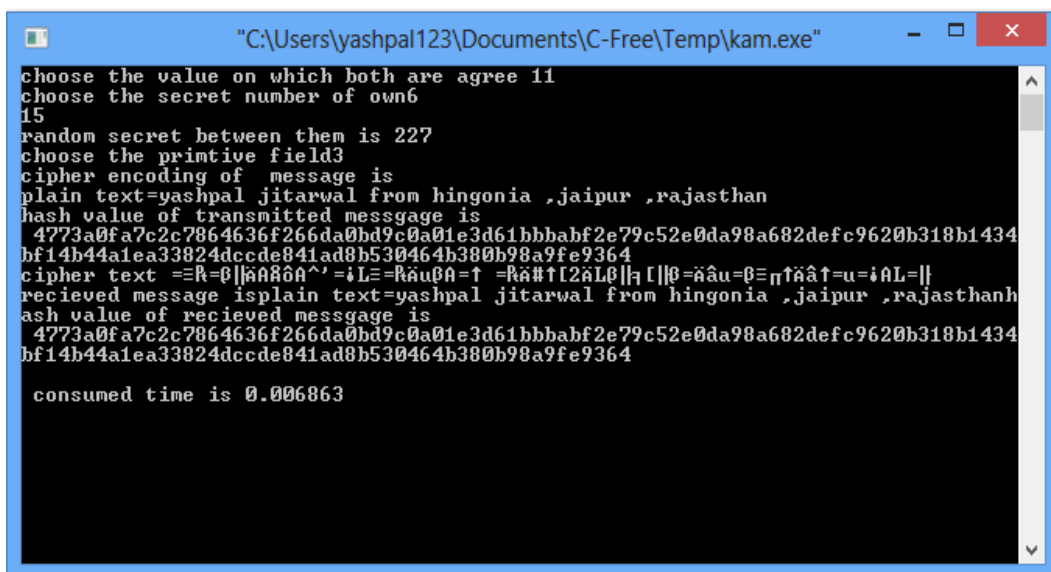 "C:\Users\yashpal123\Documents\C-Free\Temp\kam.exe"
choose the value on which both are agree 11
choose the secret number of own6
15
random secret between them is 227
choose the primtive field3
cipher encoding of  message is
plain text=yashpal jitarwal from hingonia ,jaipur ,rajasthan
hash value of transmitted messgage is
4773a0fa7c2c7864636f266da0bd9c0a01e3d61bbbabf2e79c52e0da98a682defc9620b318b1434
bf14b44a1ea33824dccde841ad8b530464b380b98a9fe9364
cipher text
recieved message isplain text=yashpal jitarwal from hingonia ,jaipur ,rajasthanh
ash value of recieved messgage is
4773a0fa7c2c7864636f266da0bd9c0a01e3d61bbbabf2e79c52e0da98a682defc9620b318b1434
bf14b44a1ea33824dccde841ad8b530464b380b98a9fe9364
consumed time is 0.006863